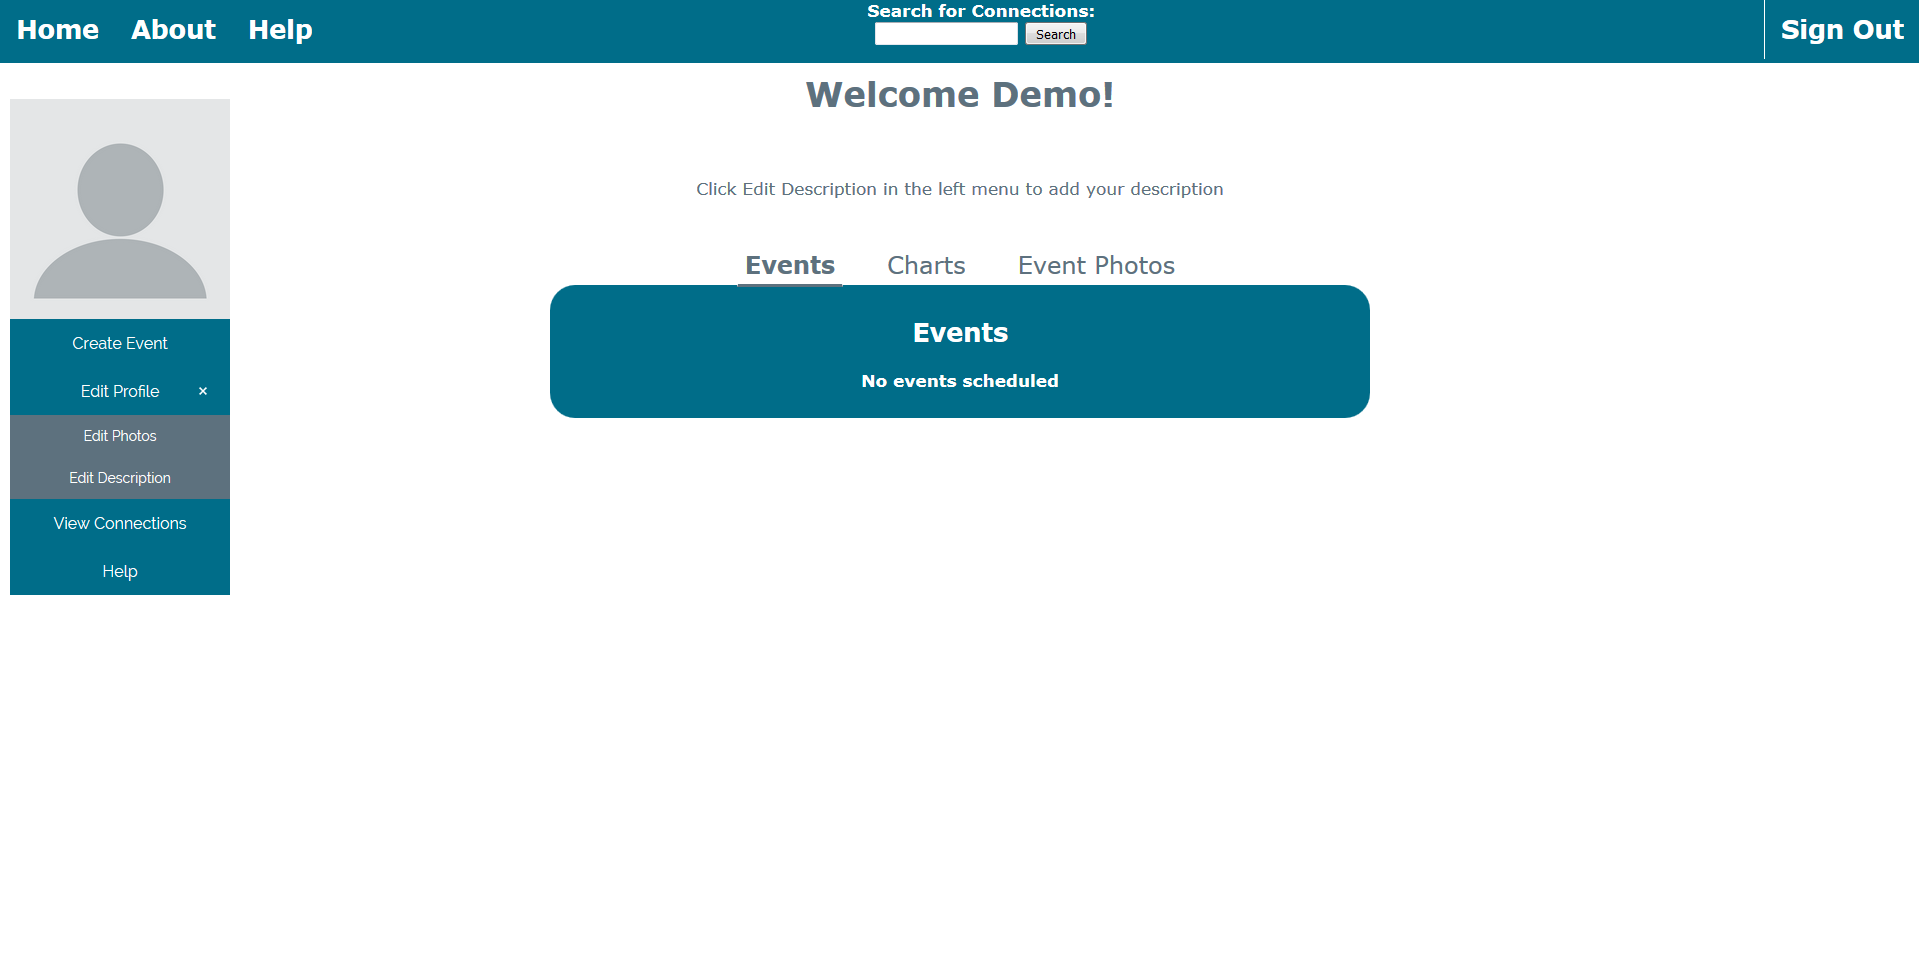 Home About Help
Search for Connections:
Search
Sign Out
Welcome Demo!
Click Edit Description in the left menu to add your description
Events Charts Event Photos
Events
No events scheduled
Create Event
Edit Profile ×
Edit Photos
Edit Description
View Connections
Help